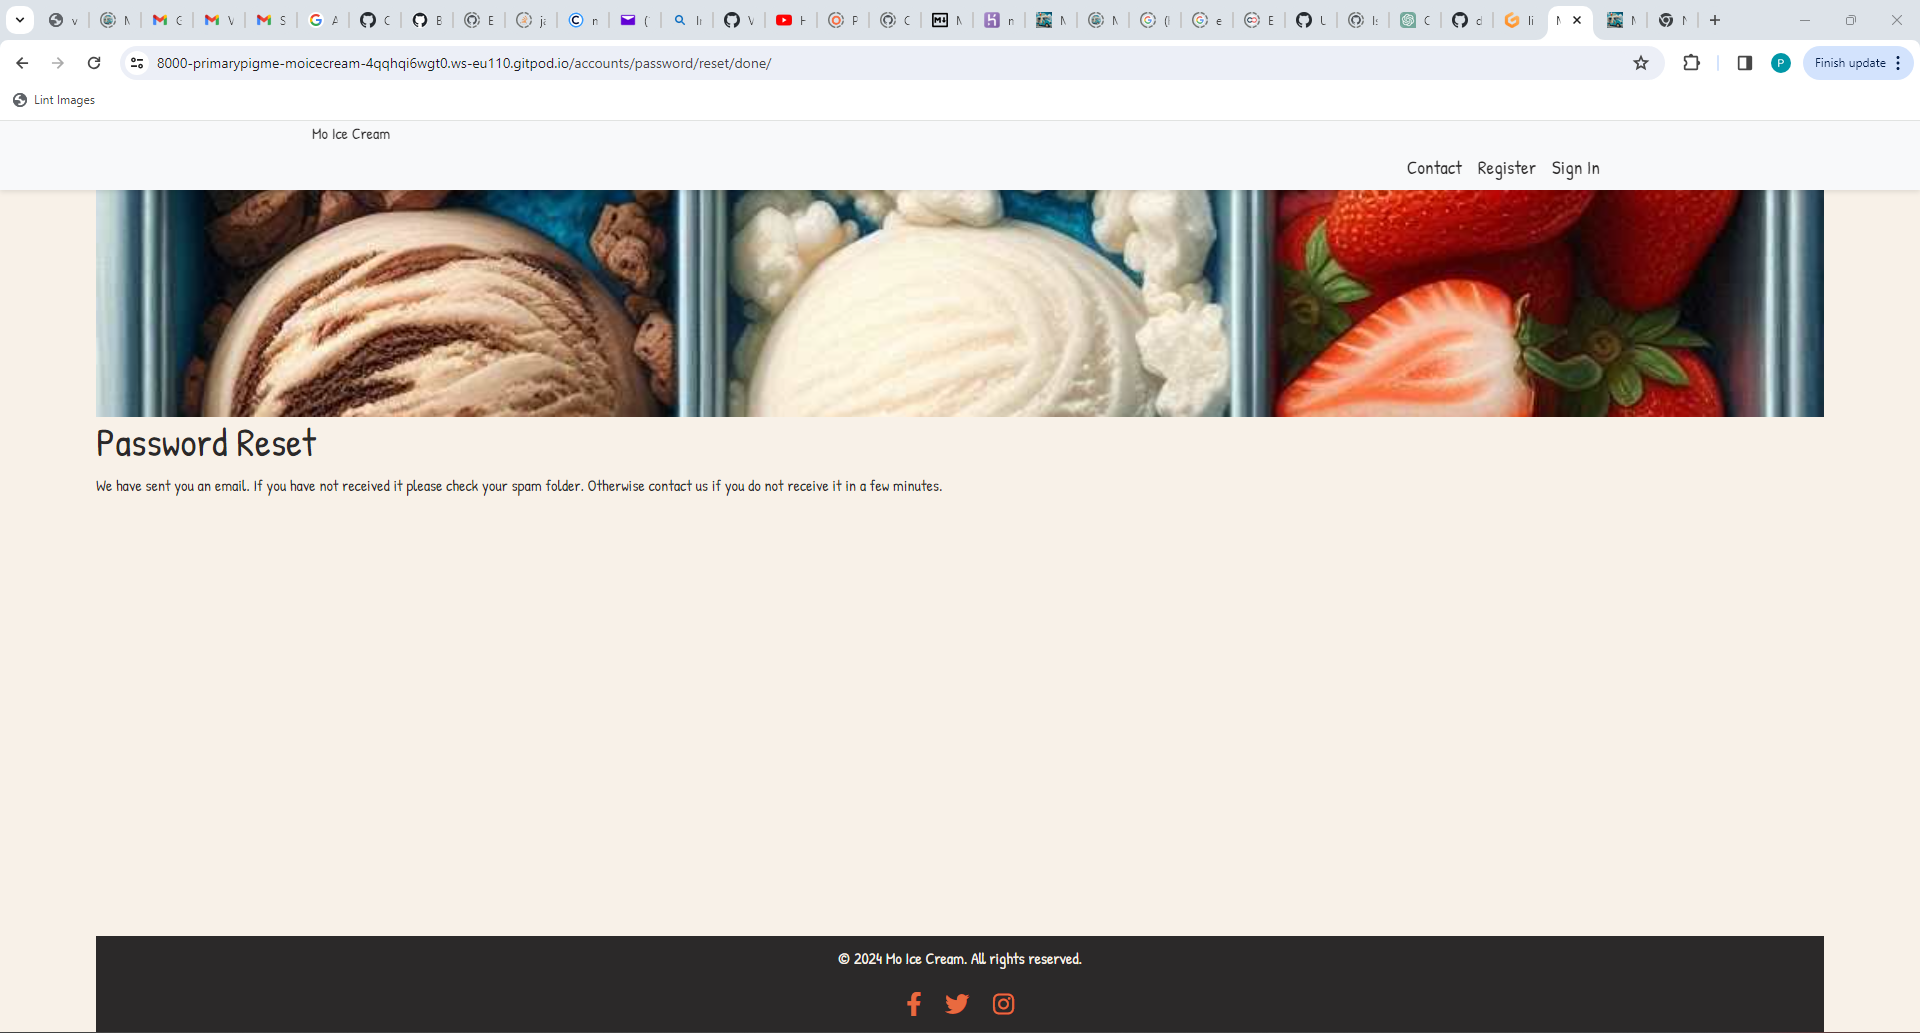 8000-primarypigme-moicecream-4qqhqi6wgt0.ws-eu110.gitpod.io/accounts/password/reset/done/
P
Finish update
Lint Images
Mo Ice Cream
Contact Register Sign In
Password Reset
We have sent you an email. If you have not received it please check your spam folder. Otherwise contact us if you do not receive it in a few minutes.
© 2024 Mo Ice Cream. All rights reserved.